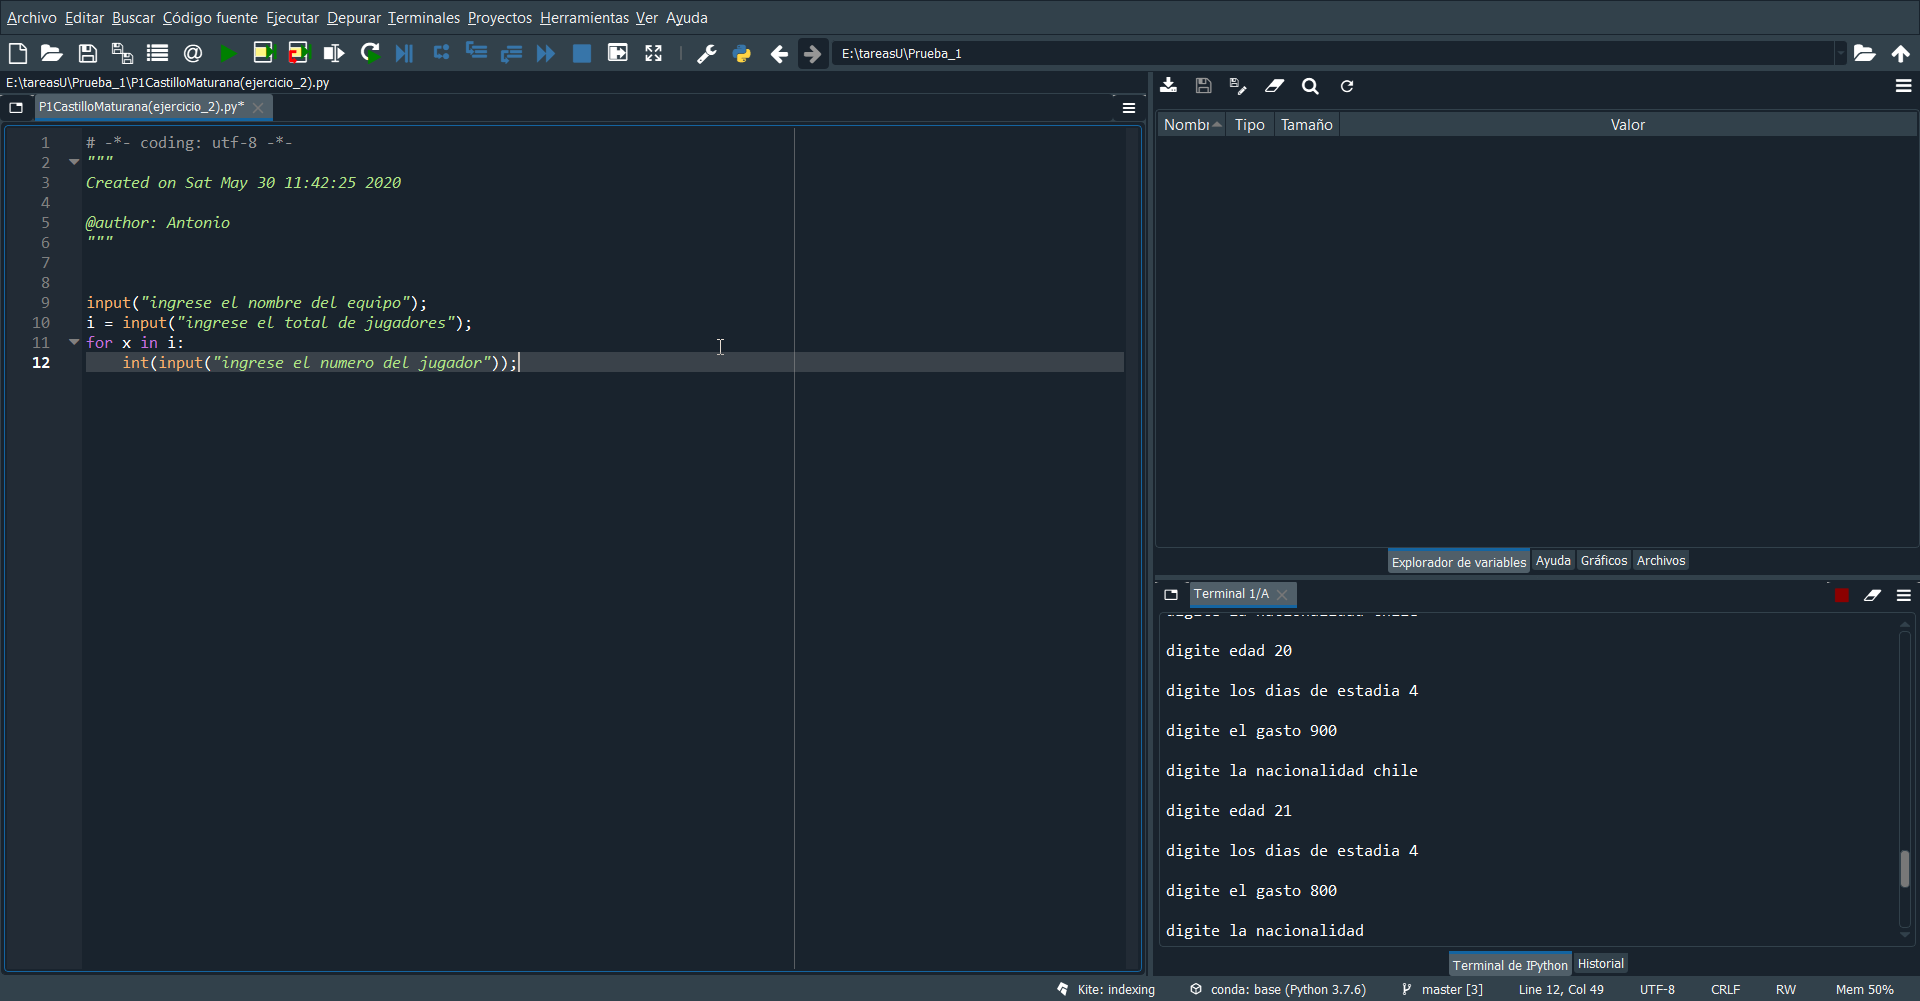 Archivo Editar Buscar Código fuente Ejecutar Depurar Terminales Proyectos Herramientas Ver Ayuda
E:\tareasU\Prueba_1
E:\tareasU\Prueba_1\P1CastilloMaturana(ejercicio_2).py
P1CastilloMaturana(ejercicio_2).py*
1 # -*- coding: utf-8 -*-
2 """
3 Created on Sat May 30 11:42:25 2020
4
5 @author: Antonio
6 """
7
8
9 input("ingrese el nombre del equipo");
10 i = input("ingrese el total de jugadores");
11 for x in i:
12 int(input("ingrese el numero del jugador"));
Nombr Tipo Tamaño Valor
Explorador de variables Ayuda Gráficos Archivos
Terminal 1/A
digite edad 20
digite los dias de estadia 4
digite el gasto 900
digite la nacionalidad chile
digite edad 21
digite los dias de estadia 4
digite el gasto 800
digite la nacionalidad
Terminal de IPython Historial
Kite: indexing conda: base (Python 3.7.6) master [3] Line 12, Col 49 UTF-8 CRLF RW Mem 50%